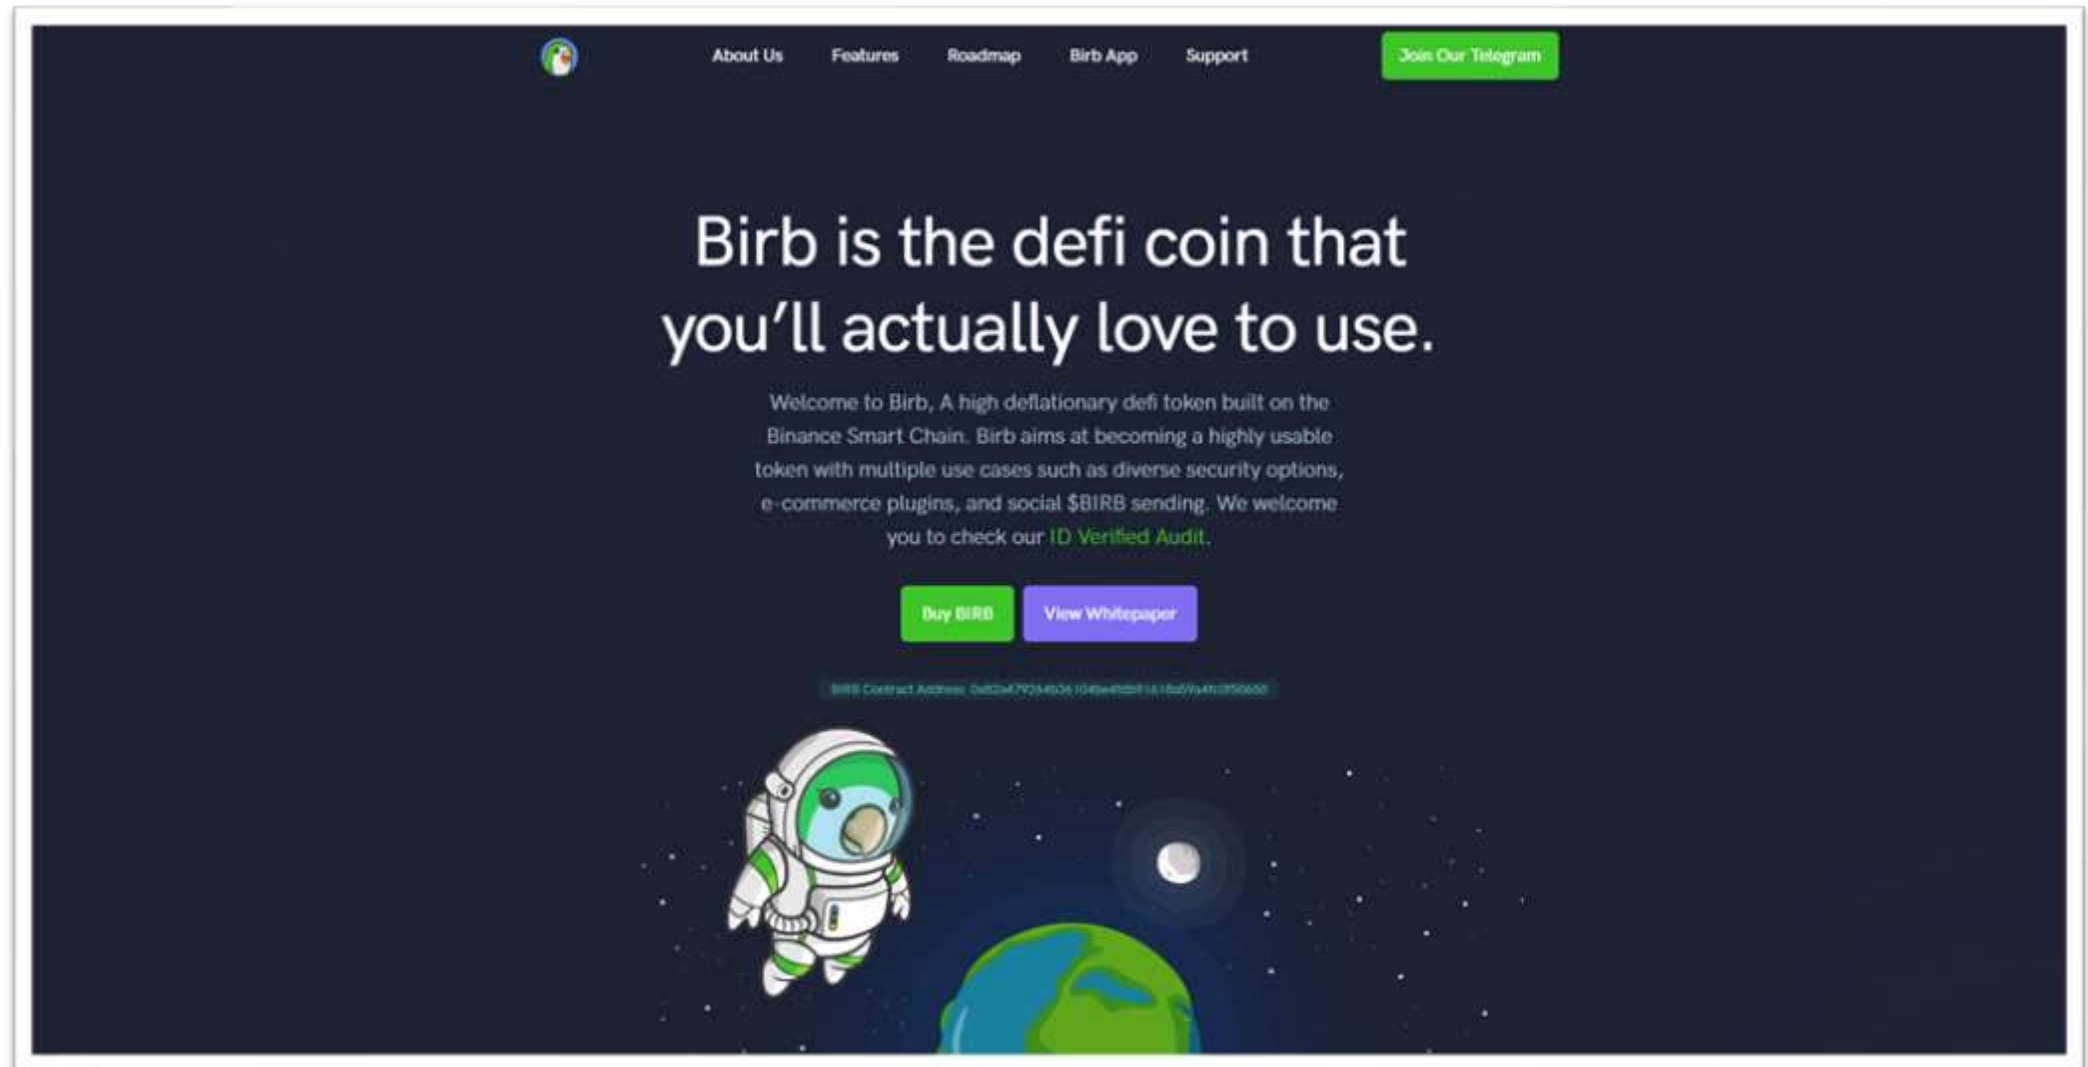 About Us
Features
Roadmap
Birb App
Support
Join Our Telegram
Birb is the defi coin that
you'll actually love to use.
Welcome to Birb, A high deflationary defi token built on the
Binance Smart Chain. Birb aims at becoming a highly usable
token with multiple use cases such as diverse security options,
e-commerce plugins, and social $BIRB sending. We welcome
you to check our ID Verified Audit.
Buy BIRB
View Whitepaper
BIRB Contract Address: